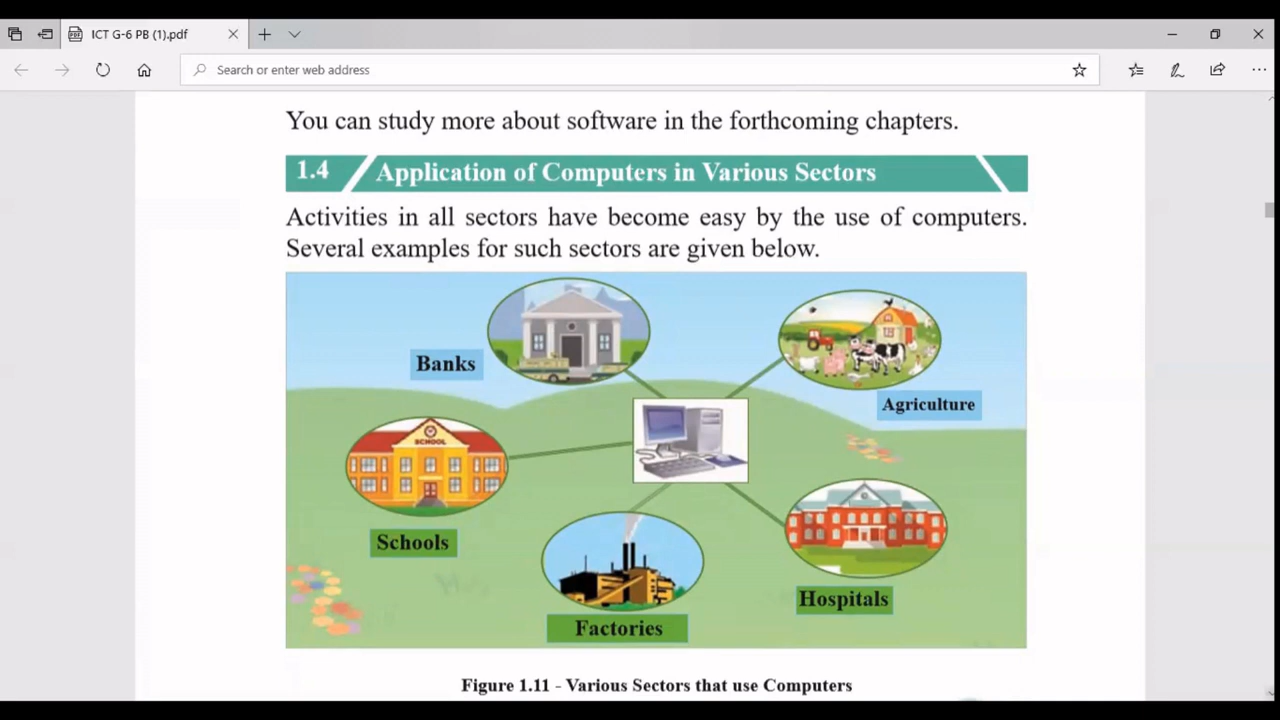 ICT G-6 PB (1).pdf
Search or enter web address
You can study more about software in the forthcoming chapters.
1.4 Application of Computers in Various Sectors
Activities in all sectors have become easy by the use of computers.
Several examples for such sectors are given below.
Banks
Agriculture
SCHOOL
Schools
Hospitals
Factories
Figure 1.11 - Various Sectors that use Computers